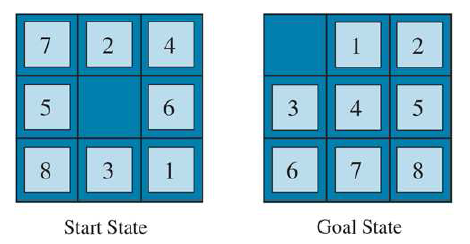 7 2 4
5 6
8 3 1
Start State
1 2
3 4 5
6 7 8
Goal State